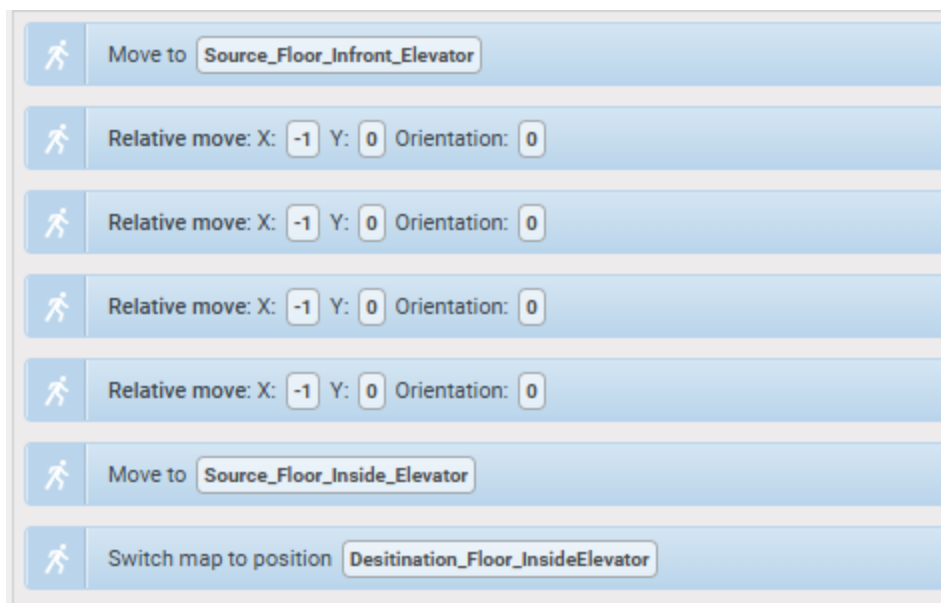 Move to Source_Floor_Infront_Elevator
Relative move: X: -1 Y: 0 Orientation: 0
Relative move: X: -1 Y: 0 Orientation: 0
Relative move: X: -1 Y: 0 Orientation: 0
Relative move: X: -1 Y: 0 Orientation: 0
Move to Source_Floor_Inside_Elevator
Switch map to position Desitination_Floor_InsideElevator